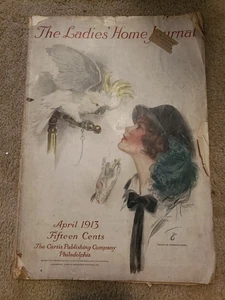 The Ladies' Home Journal
April 1913
Fifteen Cents
The Curtis Publishing Company
Philadelphia